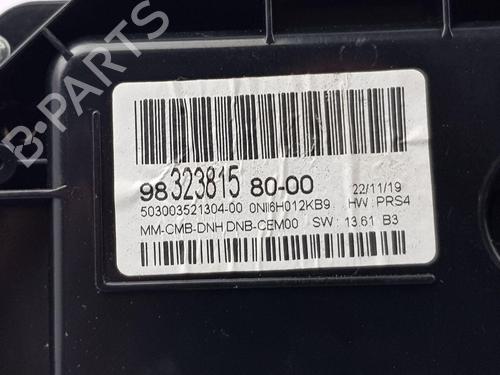 B-PARTS
98 323815 80-00 22/11/19
503003521304-00 0NII6H012KB9 HW: PRS4
MM-CMB-DNH DNB-CEM00 SW: 13.61 B3